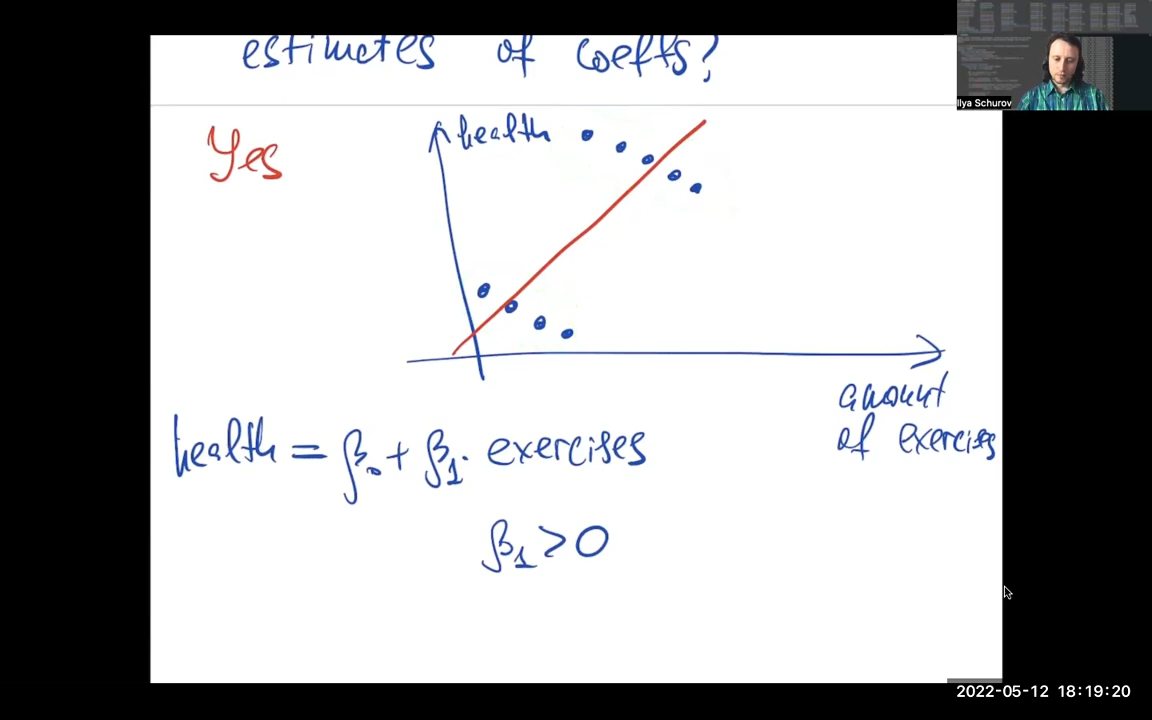 estimates of coeffs?
Ilya Schurov
Yes
health
amount
of exercises
health = β₀ + β₁· exercises
β₁ > 0
2022-05-12 18:19:20